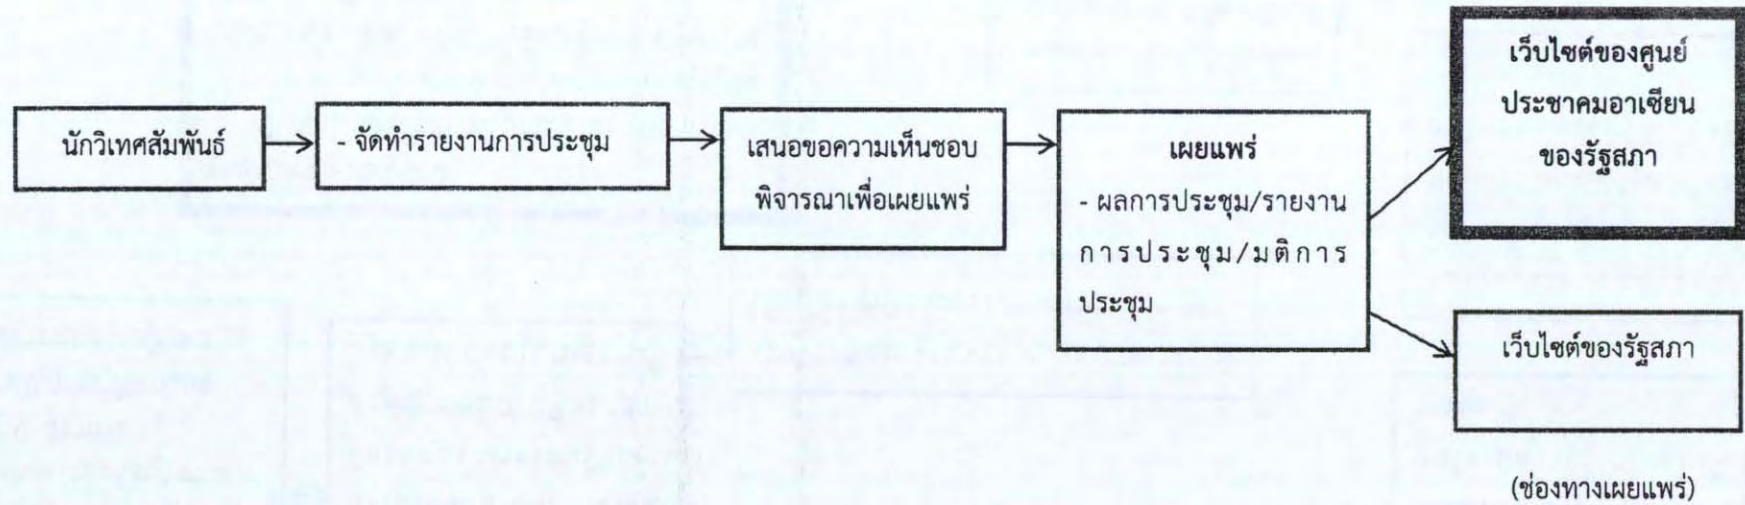 นักวิเทศสัมพันธ์
- จัดทำรายงานการประชุม
เสนอขอความเห็นชอบ
พิจารณาเพื่อเผยแพร่
เผยแพร่
- ผลการประชุม/รายงาน
การประชุม/มติการ
ประชุม
เว็บไซต์ของศูนย์
ประชาคมอาเซียน
ของรัฐสภา
เว็บไซต์ของรัฐสภา
(ช่องทางเผยแพร่)